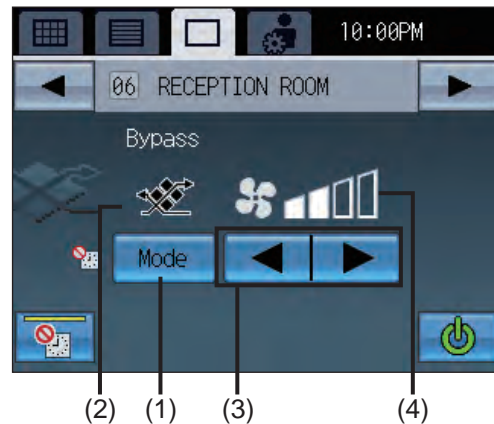 10:00PM
06 RECEPTION ROOM
Bypass
Mode
(2) (1) (3) (4)